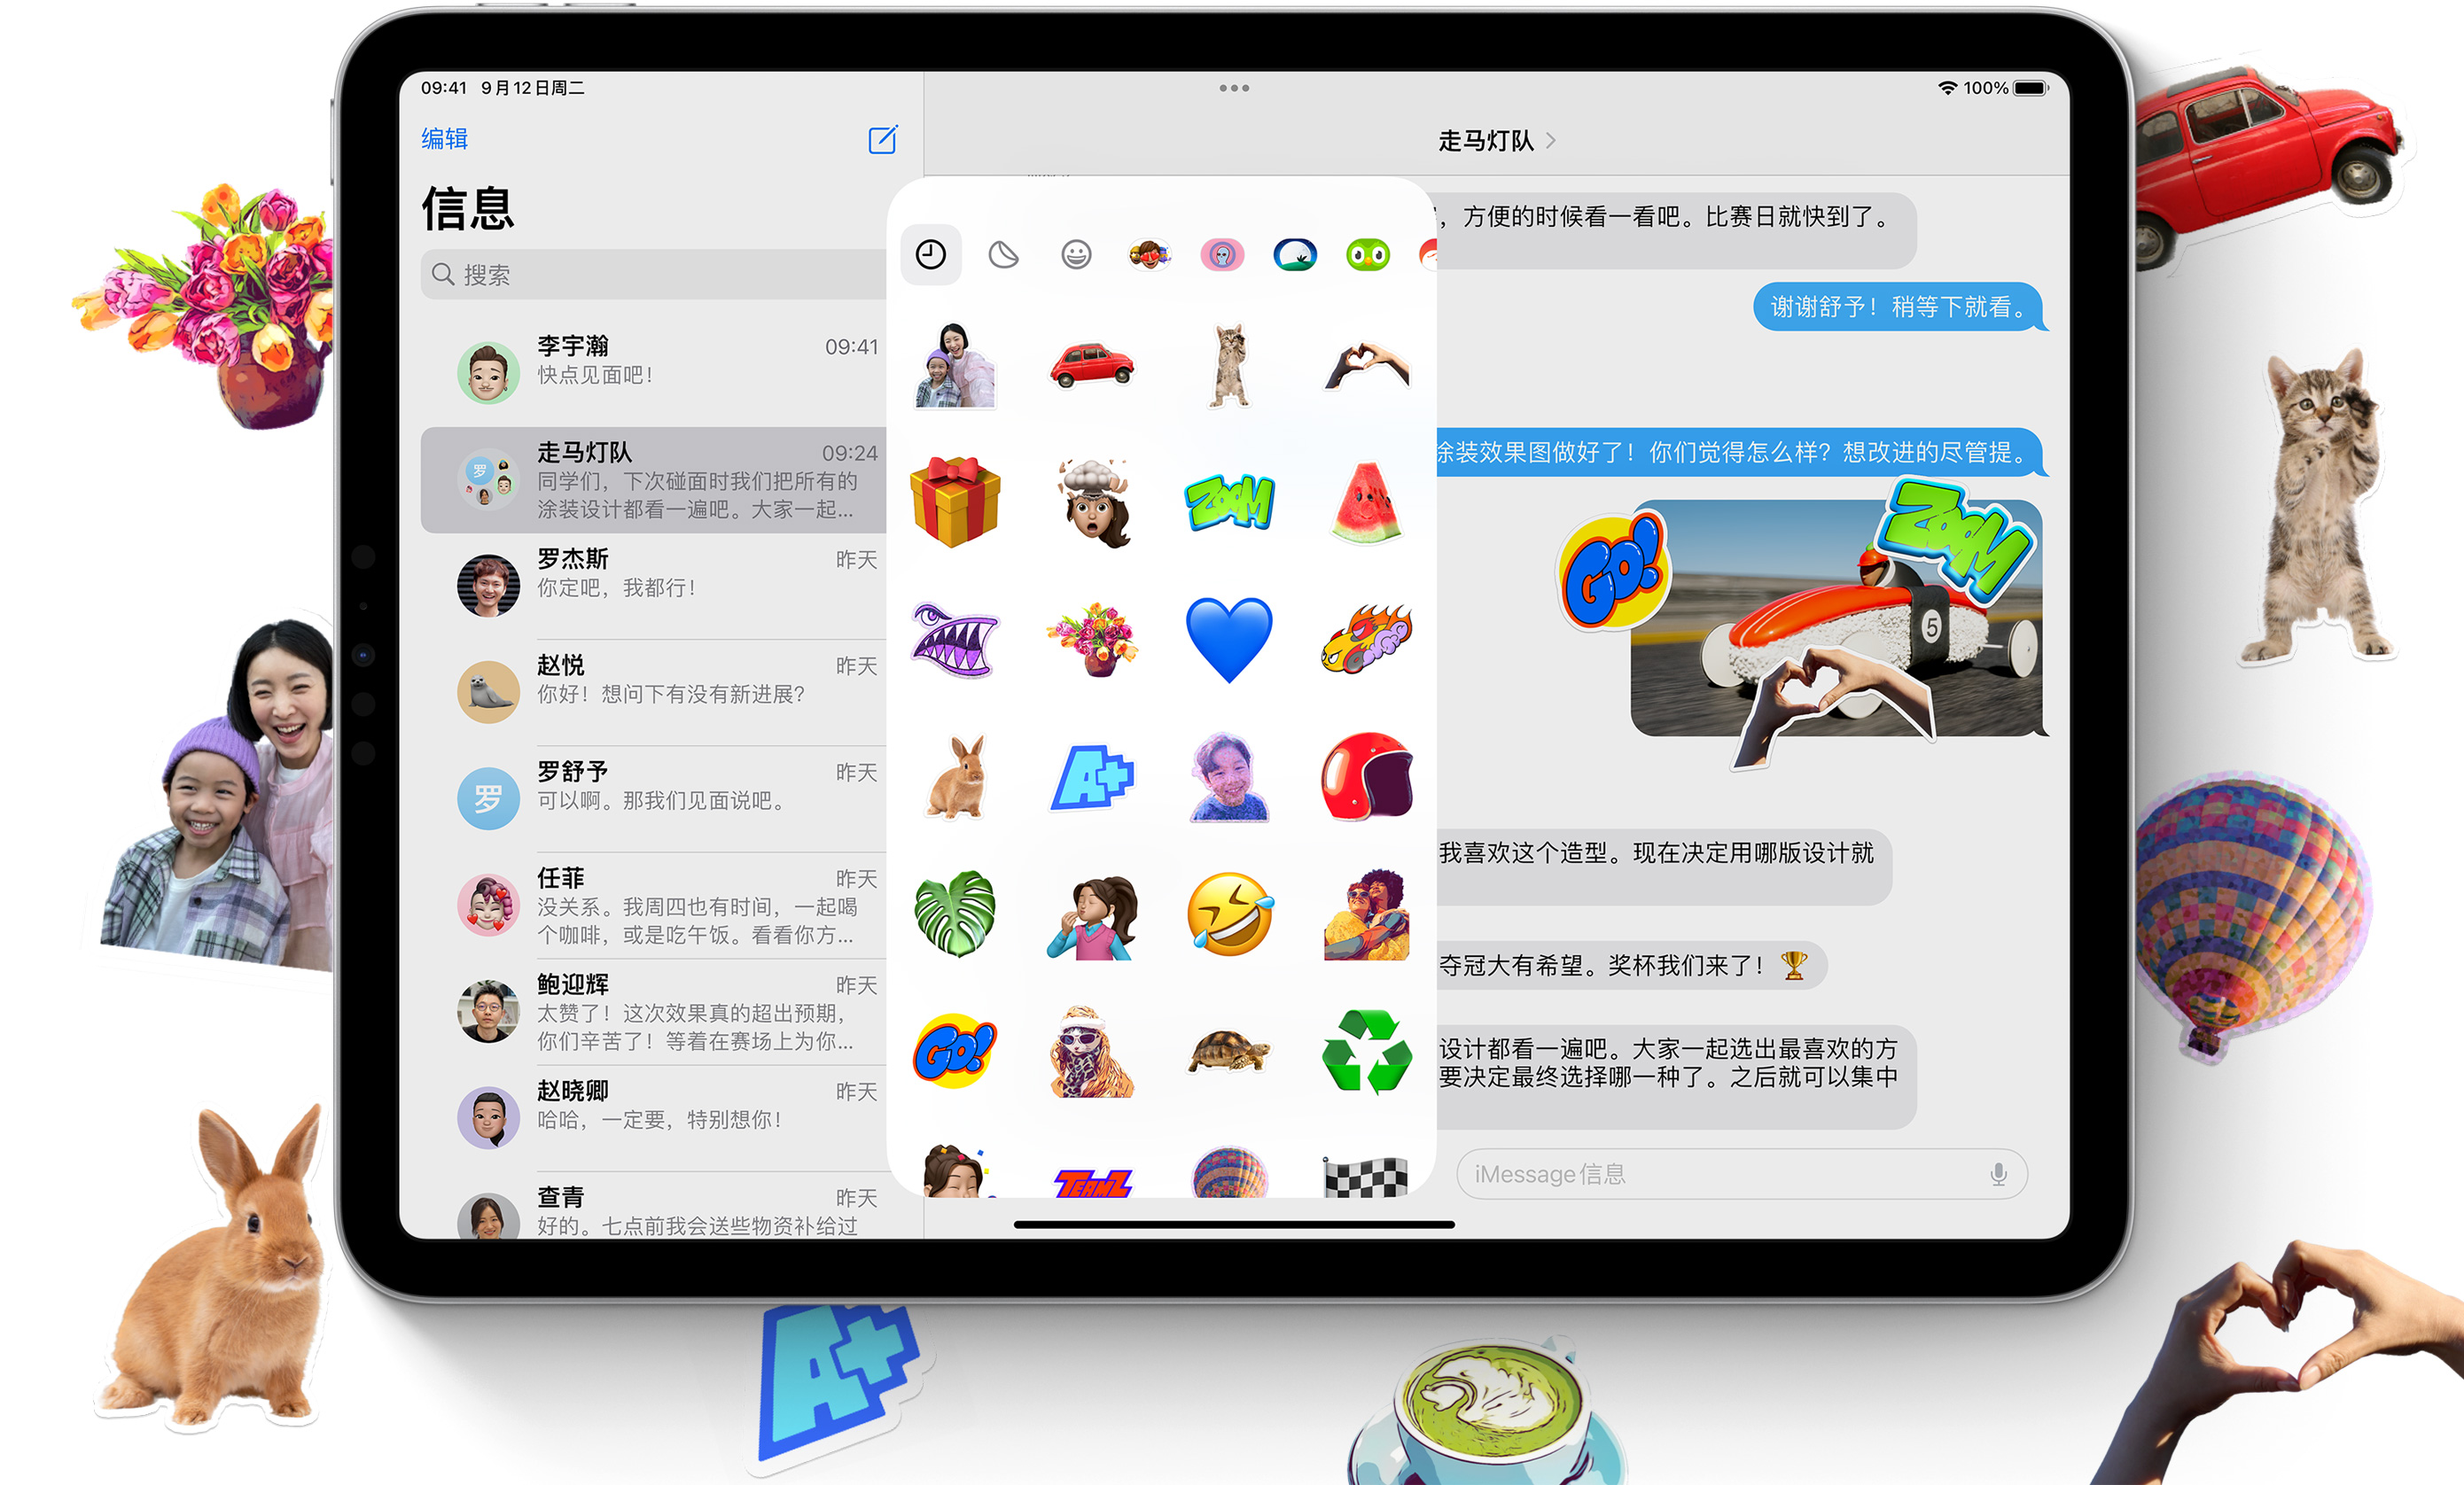 09:41 9月12日周二
100%
编辑
信息
搜索
李宇瀚 09:41
快点见面吧！
走马灯队 09:24
同学们，下次碰面时我们把所有的
涂装设计都看一遍吧。大家一起...
罗
罗杰斯 昨天
你定吧，我都行！
赵悦 昨天
你好！想问下有没有新进展？
罗
罗舒予 昨天
可以啊。那我们见面说吧。
任菲 昨天
没关系。我周四也有时间，一起喝
个咖啡，或是吃午饭。看看你方...
鲍迎辉 昨天
太赞了！这次效果真的超出预期，
你们辛苦了！等着在赛场上为你...
赵晓卿 昨天
哈哈，一定要，特别想你！
查青 昨天
好的。七点前我会送些物资补给过
ZOOM
A+
GO!
TEAMZ
走马灯队
，方便的时候看一看吧。比赛日就快到了。
谢谢舒予！稍等下就看。
涂装效果图做好了！你们觉得怎么样？想改进的尽管提。
GO!
ZOOM
5
我喜欢这个造型。现在决定用哪版设计就
夺冠大有希望。奖杯我们来了！
设计都看一遍吧。大家一起选出最喜欢的方
要决定最终选择哪一种了。之后就可以集中
iMessage信息
A+